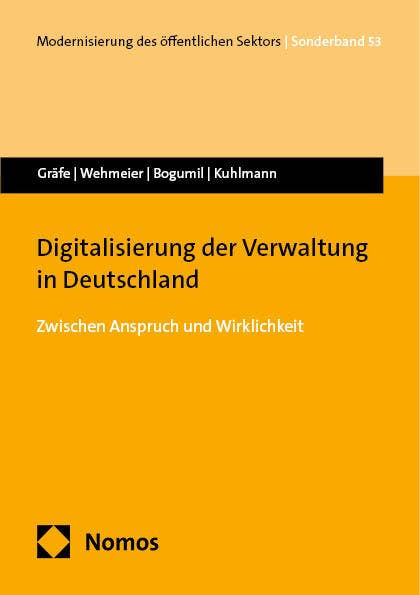 Modernisierung des öffentlichen Sektors | Sonderband 53
Gräfe | Wehmeier | Bogumil | Kuhlmann
Digitalisierung der Verwaltung
in Deutschland
Zwischen Anspruch und Wirklichkeit
Nomos